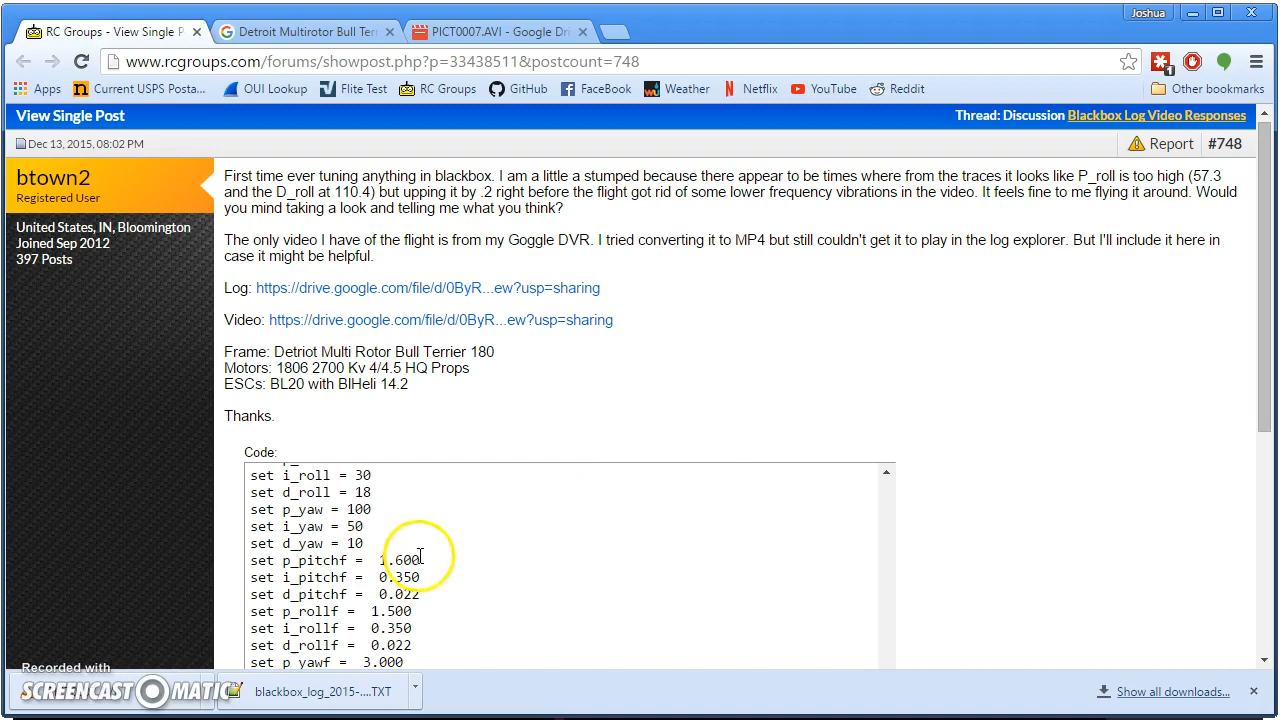 Joshua
RC Groups - View Single P
Detroit Multirotor Bull Terr
PICT0007.AVI - Google Dri
www.rcgroups.com/forums/showpost.php?p=33438511&postcount=748
Apps
Current USPS Posta...
OUI Lookup
Flite Test
RC Groups
GitHub
FaceBook
Weather
Netflix
YouTube
Reddit
Other bookmarks
View Single Post
Thread: Discussion Blackbox Log Video Responses
Dec 13, 2015, 08:02 PM
Report #748
btown2
Registered User
United States, IN, Bloomington
Joined Sep 2012
397 Posts
First time ever tuning anything in blackbox. I am a little a stumped because there appear to be times where from the traces it looks like P_roll is too high (57.3
and the D_roll at 110.4) but upping it by .2 right before the flight got rid of some lower frequency vibrations in the video. It feels fine to me flying it around. Would
you mind taking a look and telling me what you think?
The only video I have of the flight is from my Goggle DVR. I tried converting it to MP4 but still couldn't get it to play in the log explorer. But I'll include it here in
case it might be helpful.
Log: https://drive.google.com/file/d/0ByR...ew?usp=sharing
Video: https://drive.google.com/file/d/0ByR...ew?usp=sharing
Frame: Detriot Multi Rotor Bull Terrier 180
Motors: 1806 2700 Kv 4/4.5 HQ Props
ESCs: BL20 with BlHeli 14.2
Thanks.
Code:
set i_roll = 30
set d_roll = 18
set p_yaw = 100
set i_yaw = 50
set d_yaw = 10
set p_pitchf = 1.600
set i_pitchf = 0.350
set d_pitchf = 0.022
set p_rollf = 1.500
set i_rollf = 0.350
set d_rollf = 0.022
set p_yawf = 3.000
Recorded with
SCREENCAST MATIC
blackbox_log_2015-....TXT
Show all downloads...